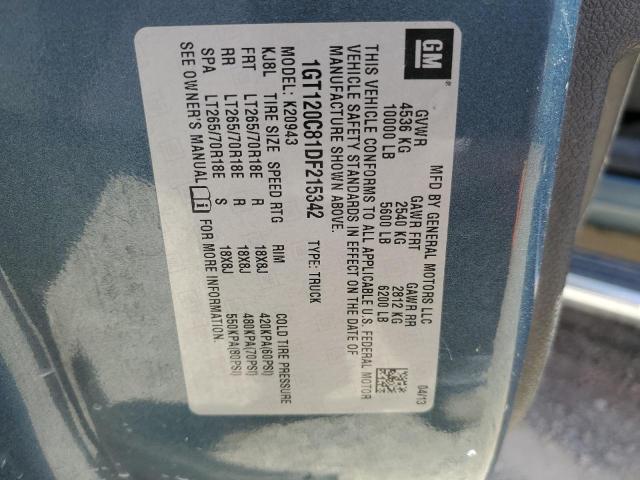 GM
®
MFD BY GENERAL MOTORS LLC 04/13
GVWR GAWR FRT GAWR RR
4536 KG 2540 KG 2812 KG
10000 LB 5600 LB 6200 LB
THIS VEHICLE CONFORMS TO ALL APPLICABLE U.S. FEDERAL MOTOR
VEHICLE SAFETY STANDARDS IN EFFECT ON THE DATE OF
MANUFACTURE SHOWN ABOVE.
1GT120C81DF215342 TYPE: TRUCK
MODEL: K20943
KJ8L TIRE SIZE SPEED RTG RIM COLD TIRE PRESSURE
FRT LT265/70R18E R 18X8J 420KPA(60PSI)
RR LT265/70R18E R 18X8J 480KPA(70PSI)
SPA LT265/70R18E S 18X8J 550KPA(80PSI)
SEE OWNER'S MANUAL i FOR MORE INFORMATION.